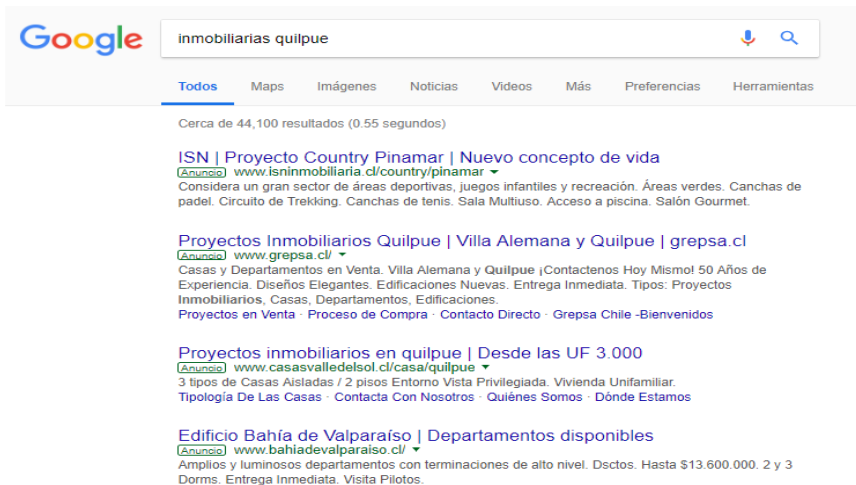 Google
inmobiliarias quilpue
Todos Maps Imágenes Noticias Videos Más Preferencias Herramientas
Cerca de 44,100 resultados (0.55 segundos)
ISN | Proyecto Country Pinamar | Nuevo concepto de vida
Anuncio www.isninmobiliaria.cl/country/pinamar
Considera un gran sector de áreas deportivas, juegos infantiles y recreación. Áreas verdes. Canchas de
padel. Circuito de Trekking. Canchas de tenis. Sala Multiuso. Acceso a piscina. Salón Gourmet.
Proyectos Inmobiliarios Quilpue | Villa Alemana y Quilpue | grepsa.cl
Anuncio www.grepsa.cl/
Casas y Departamentos en Venta. Villa Alemana y Quilpue ¡Contactenos Hoy Mismo! 50 Años de
Experiencia. Diseños Elegantes. Edificaciones Nuevas. Entrega Inmediata. Tipos: Proyectos
Inmobiliarios, Casas, Departamentos, Edificaciones.
Proyectos en Venta · Proceso de Compra · Contacto Directo · Grepsa Chile -Bienvenidos
Proyectos inmobiliarios en quilpue | Desde las UF 3.000
Anuncio www.casasvalledelsol.cl/casa/quilpue
3 tipos de Casas Aisladas / 2 pisos Entorno Vista Privilegiada. Vivienda Unifamiliar.
Tipología De Las Casas · Contacta Con Nosotros · Quiénes Somos · Dónde Estamos
Edificio Bahía de Valparaíso | Departamentos disponibles
Anuncio www.bahiadevalparaiso.cl/
Amplios y luminosos departamentos con terminaciones de alto nivel. Dsctos. Hasta $13.600.000. 2 y 3
Dorms. Entrega Inmediata. Visita Pilotos.